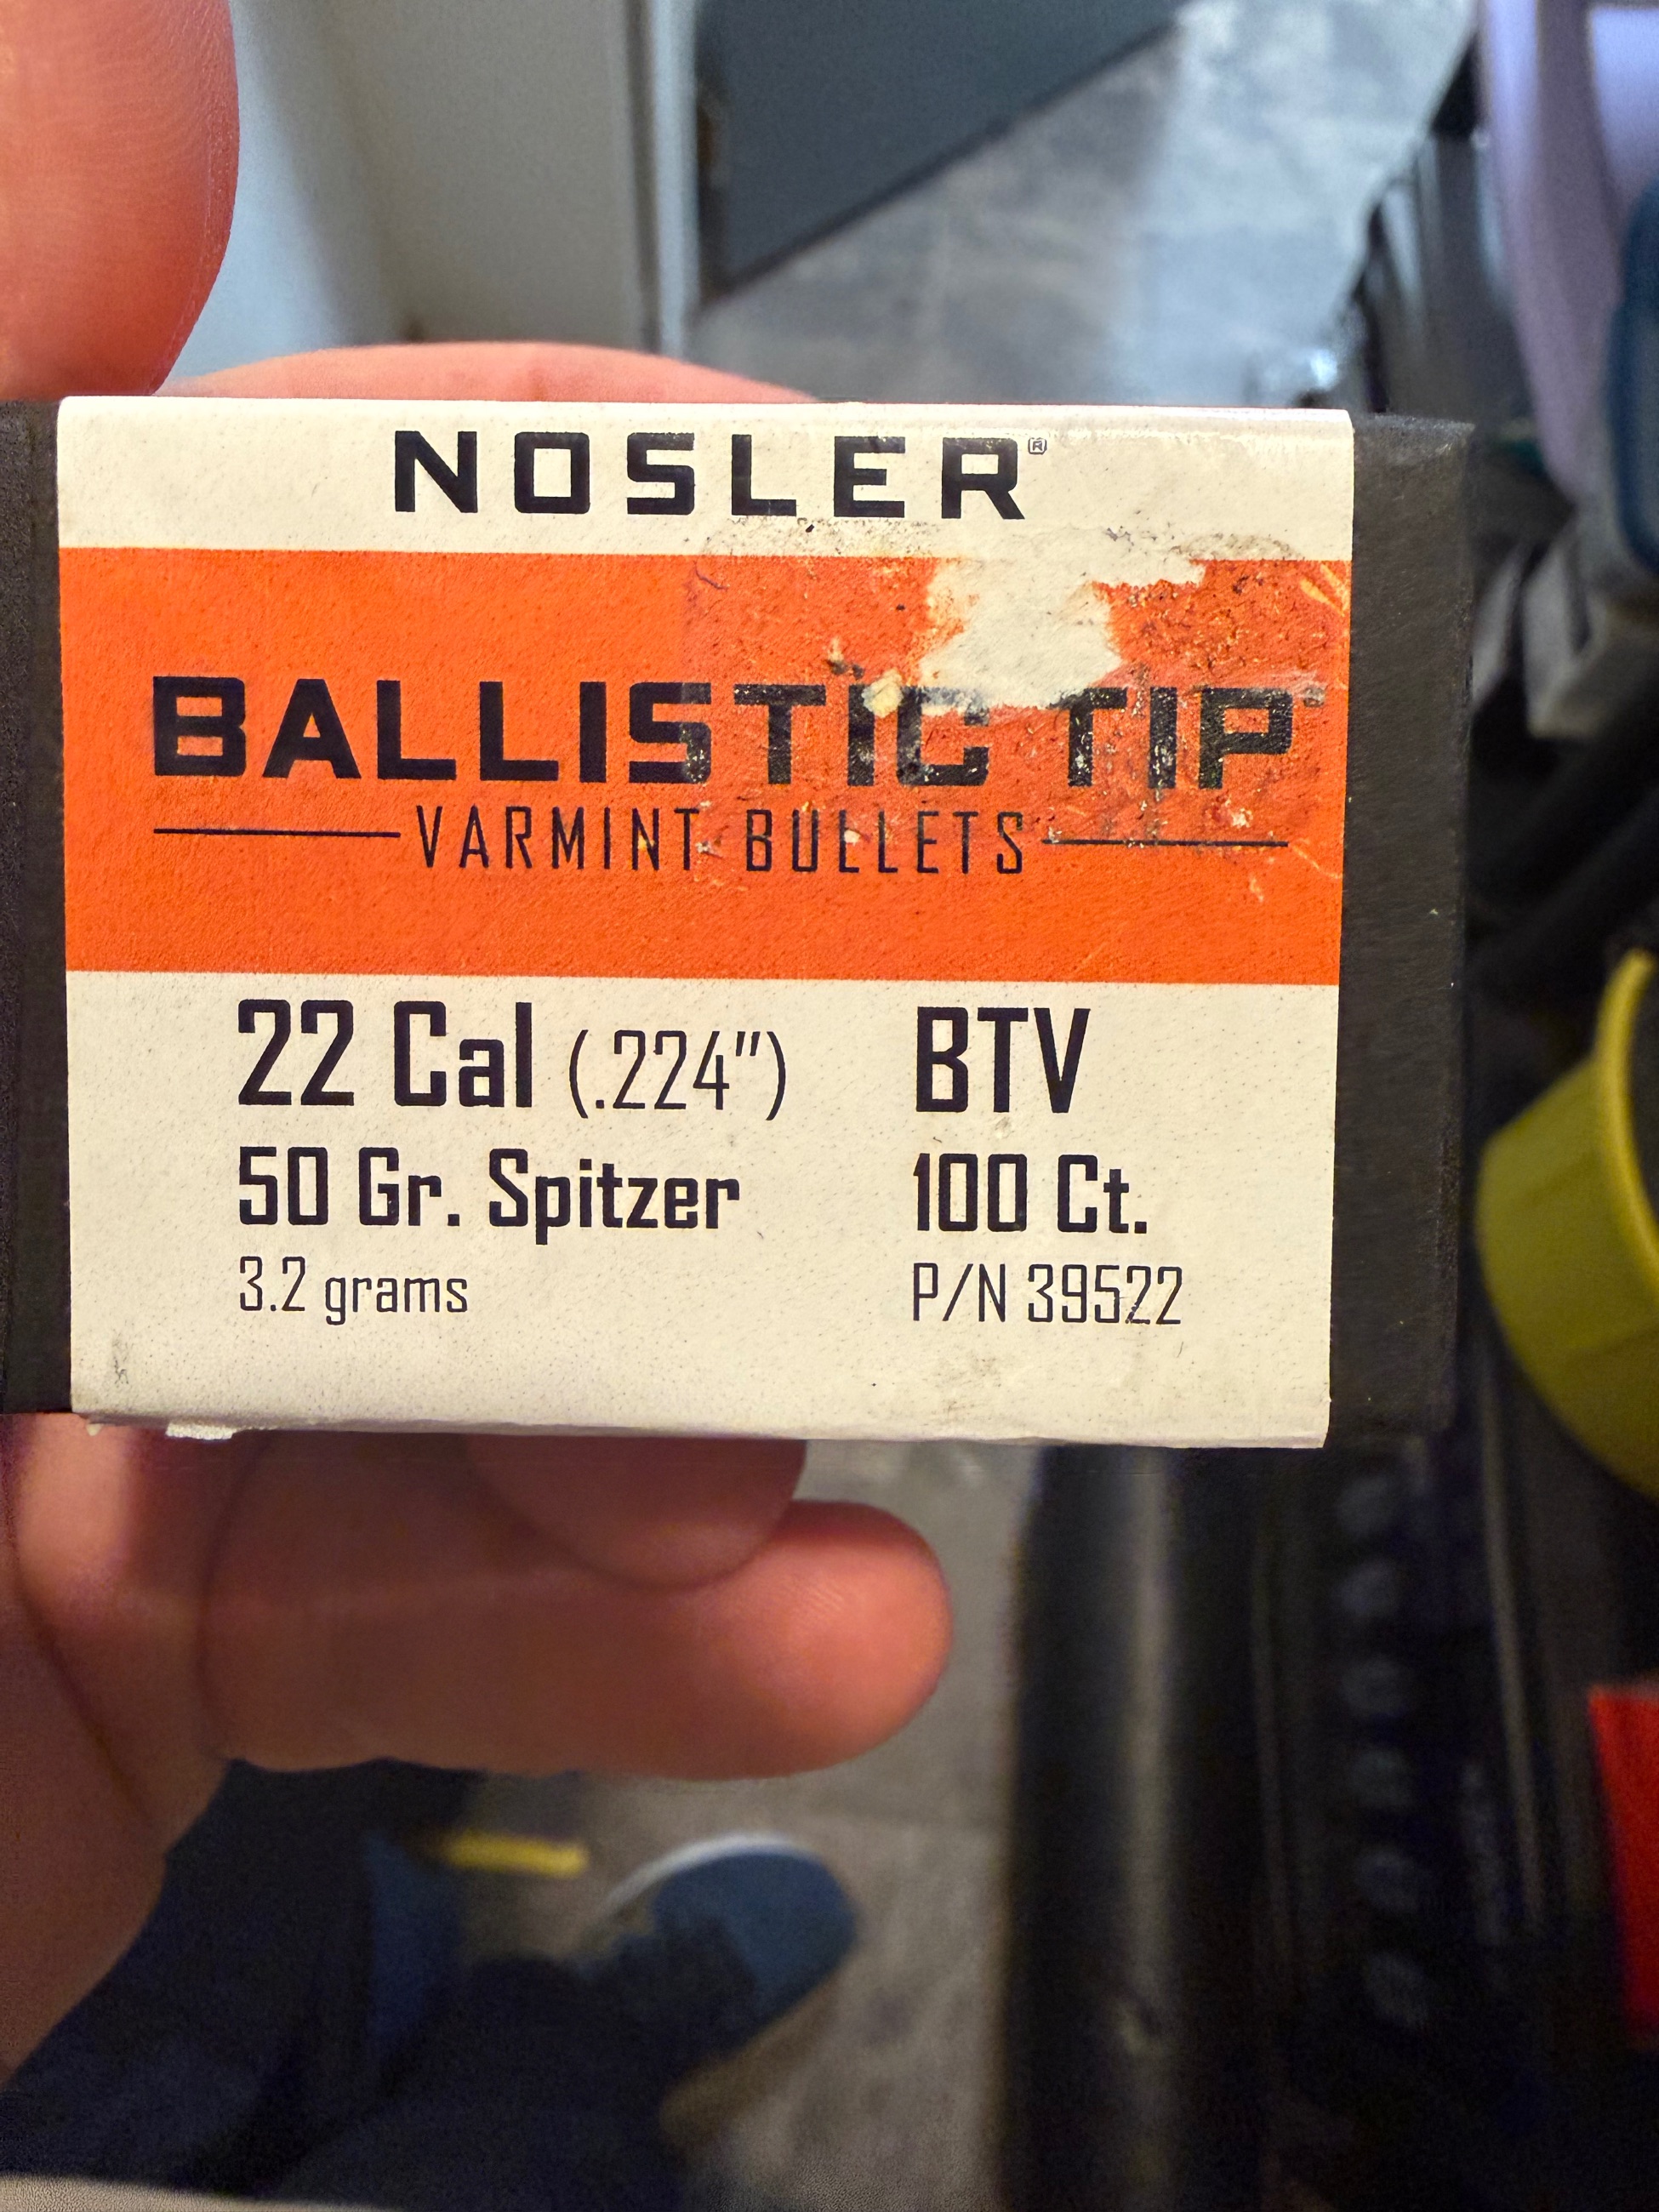 NOSLER®
BALLISTIC TIP
VARMINT BULLETS
22 Cal (.224") BTV
50 Gr. Spitzer 100 Ct.
3.2 grams P/N 39522